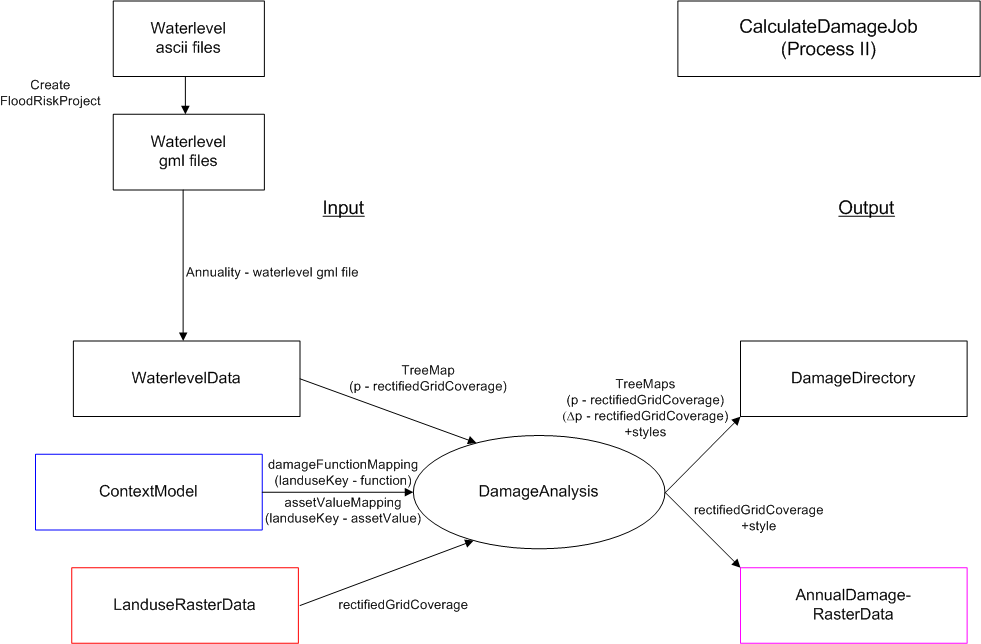 Waterlevel
ascii files
CalculateDamageJob
(Process II)
Create
FloodRiskProject
Waterlevel
gml files
Input
Output
Annuality - waterlevel gml file
WaterlevelData
TreeMap
(p - rectifiedGridCoverage)
TreeMaps
(p - rectifiedGridCoverage)
(Δp - rectifiedGridCoverage)
+styles
DamageDirectory
ContextModel
damageFunctionMapping
(landuseKey - function)
assetValueMapping
(landuseKey - assetValue)
DamageAnalysis
rectifiedGridCoverage
+style
LanduseRasterData
rectifiedGridCoverage
AnnualDamage-
RasterData